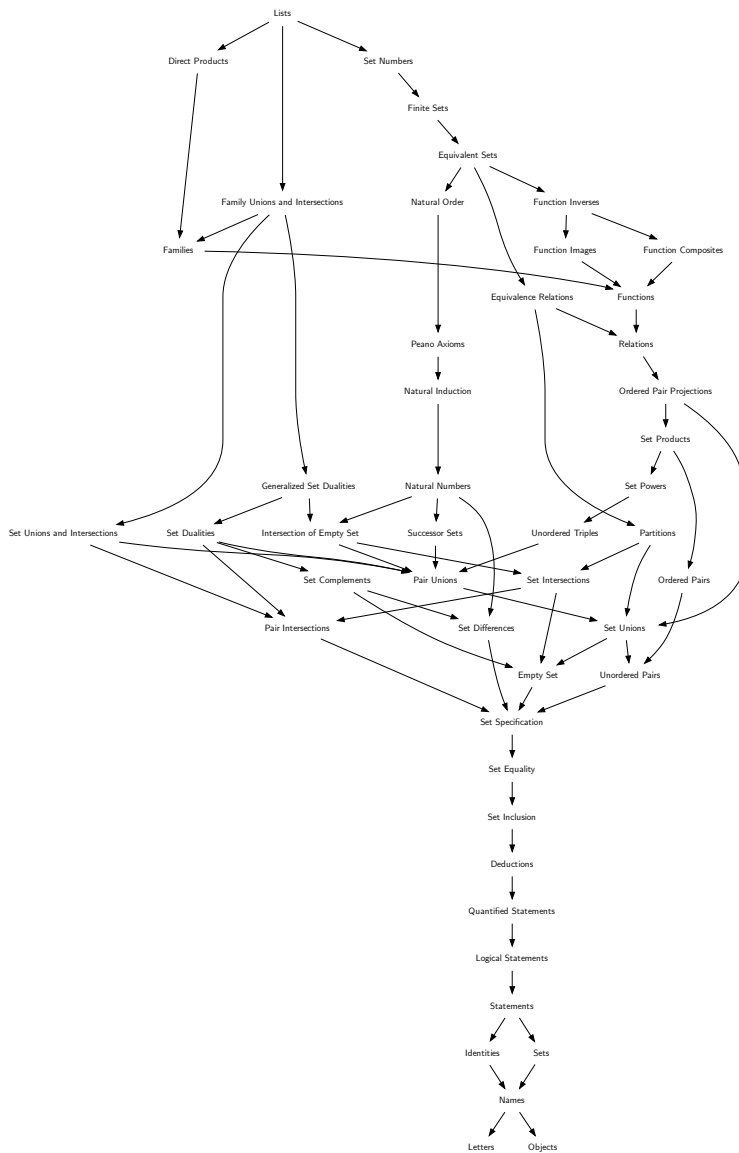 Lists
Direct Products
Set Numbers
Finite Sets
Equivalent Sets
Family Unions and Intersections
Natural Order
Function Inverses
Families
Function Images
Function Composites
Equivalence Relations
Functions
Peano Axioms
Relations
Natural Induction
Ordered Pair Projections
Set Products
Generalized Set Dualities
Natural Numbers
Set Powers
Set Unions and Intersections
Set Dualities
Intersection of Empty Set
Successor Sets
Unordered Triples
Partitions
Set Complements
Pair Unions
Set Intersections
Ordered Pairs
Pair Intersections
Set Differences
Set Unions
Empty Set
Unordered Pairs
Set Specification
Set Equality
Set Inclusion
Deductions
Quantified Statements
Logical Statements
Statements
Identities
Sets
Names
Letters
Objects